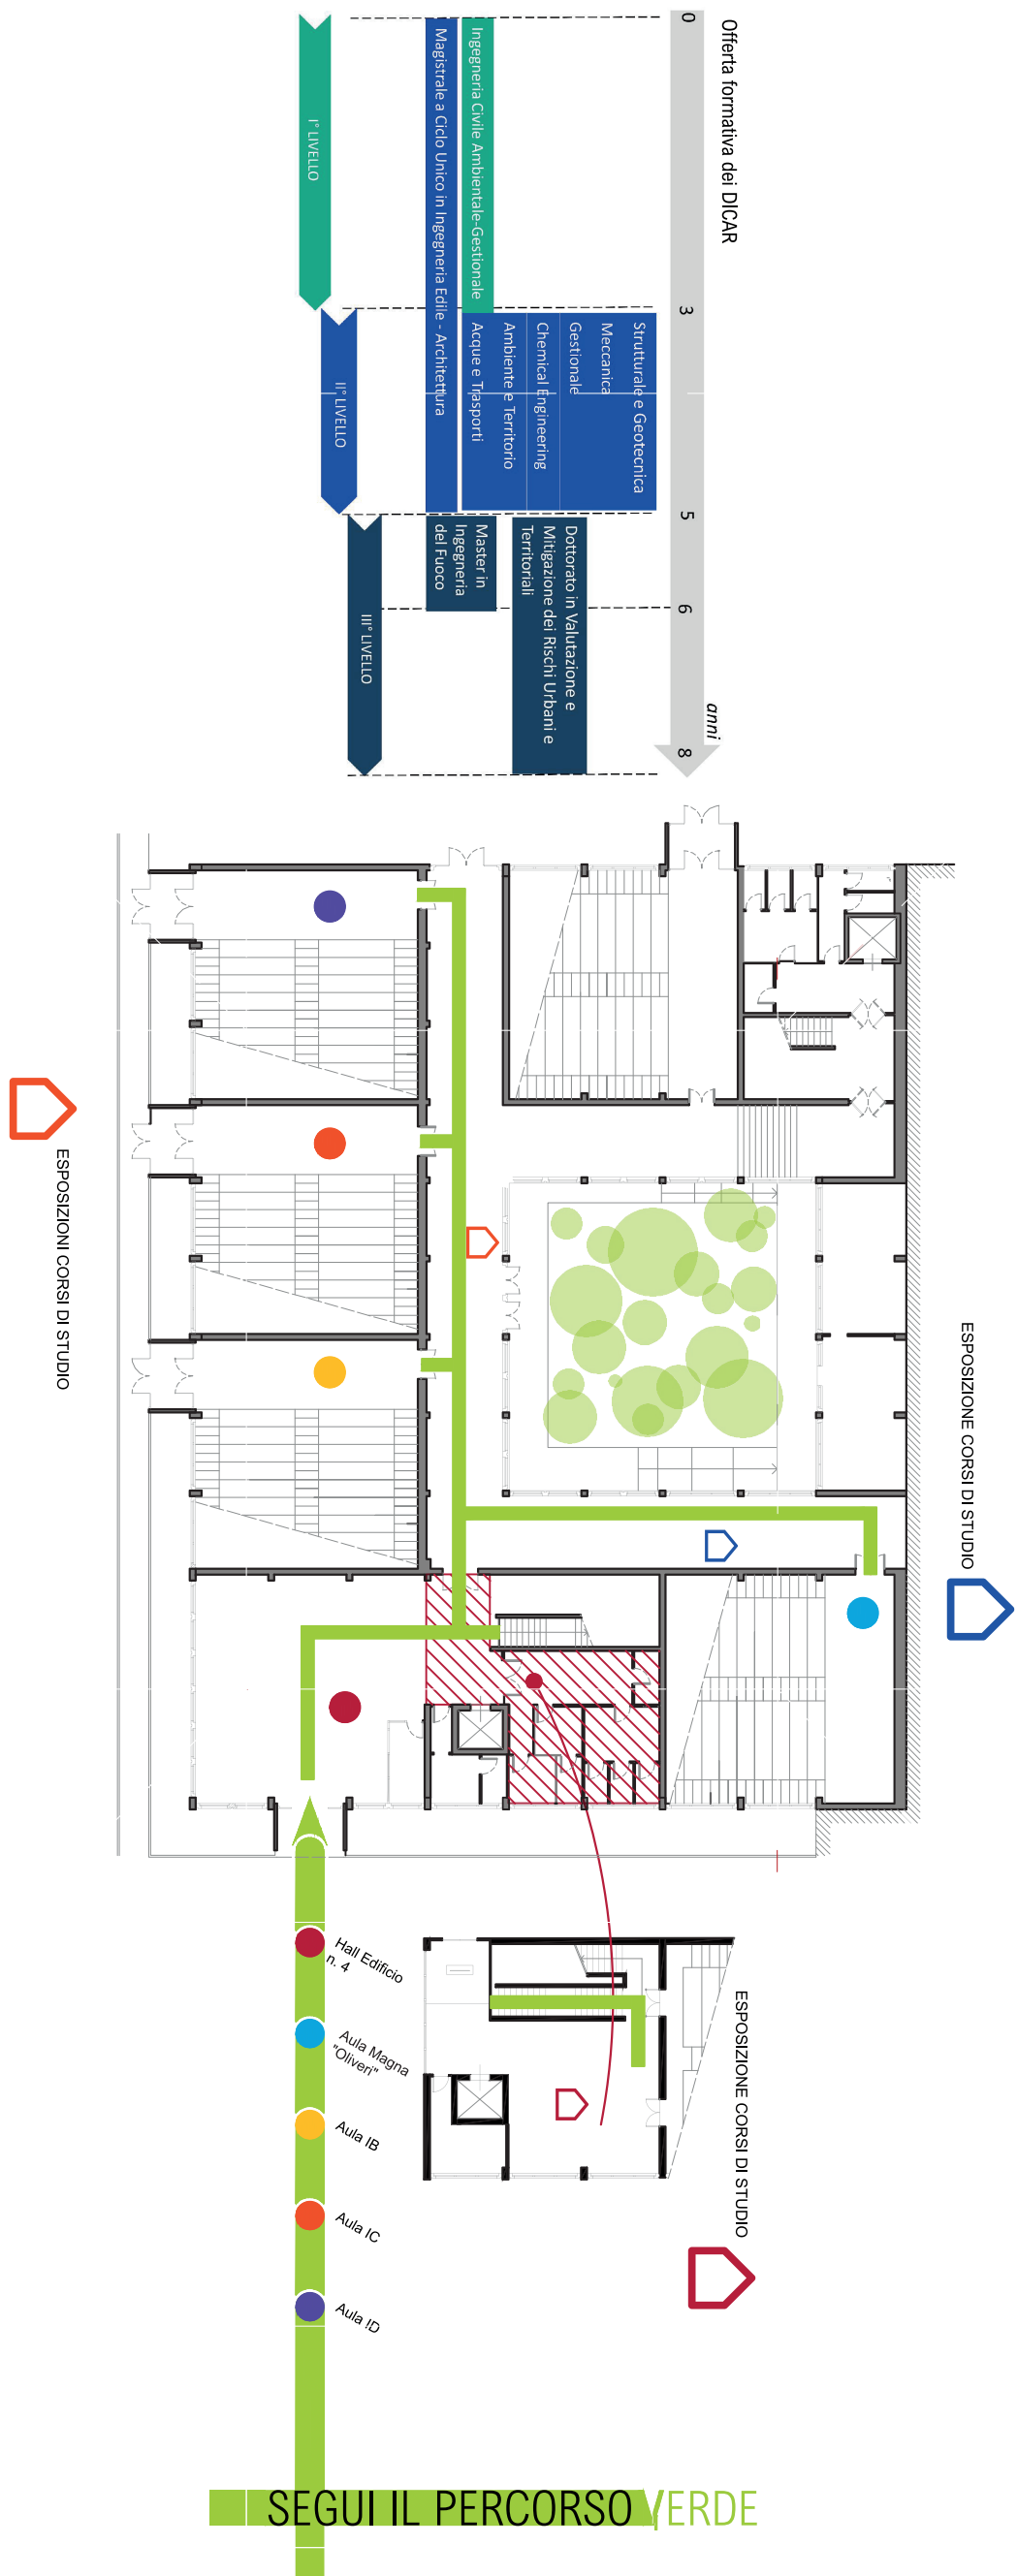 Offerta formativa dei DICAR
0
3
5
6
8
anni
Strutturale e Geotecnica
Meccanica
Gestionale
Chemical Engineering
Ambiente e Territorio
Acque e Trasporti
Ingegneria Civile Ambientale-Gestionale
Magistrale a Ciclo Unico in Ingegneria Edile - Architettura
Dottorato in Valutazione e
Mitigazione dei Rischi Urbani e
Territoriali
Master in
Ingegneria
del Fuoco
I° LIVELLO
II° LIVELLO
III° LIVELLO
ESPOSIZIONI CORSI DI STUDIO
ESPOSIZIONE CORSI DI STUDIO
ESPOSIZIONE CORSI DI STUDIO
Hall Edificio
n. 4
Aula Magna
"Oliveri"
Aula IB
Aula IC
Aula ID
SEGUI IL PERCORSO VERDE